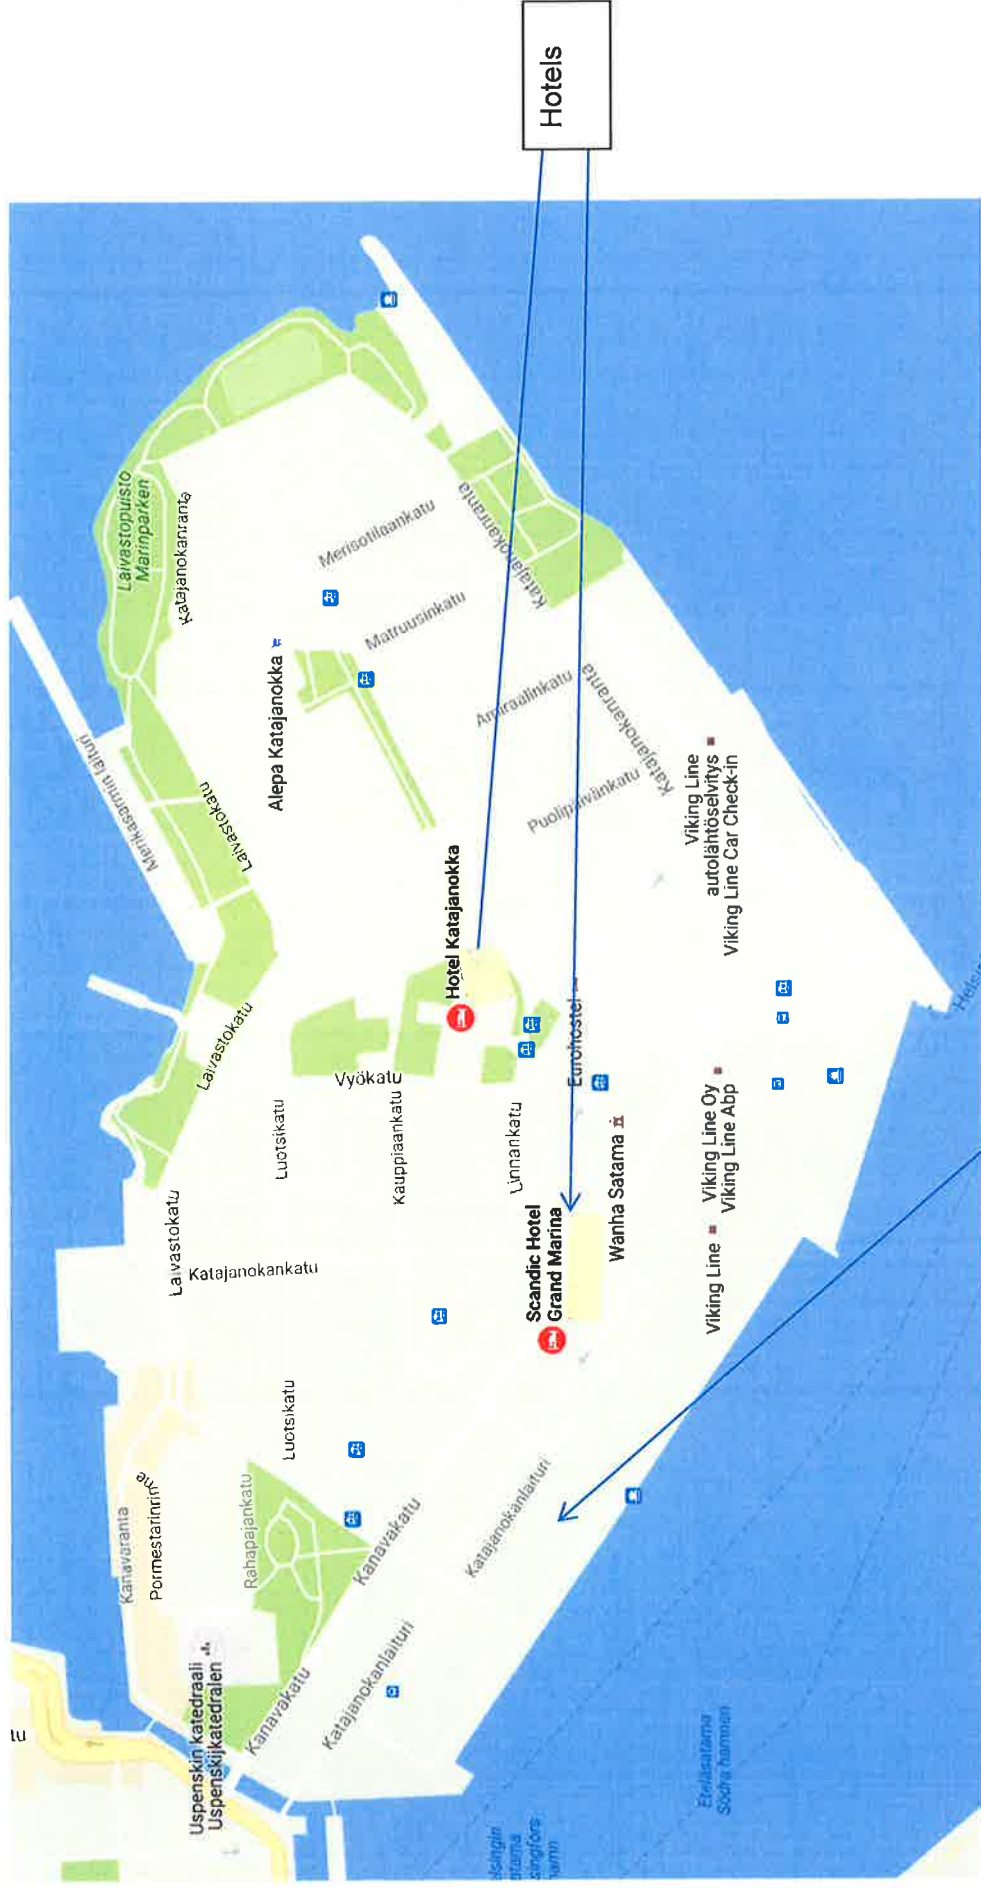 Hotels
Laivastopuisto
Marinparken
Katajanokanranta
Merikasarmin laituri
Laivastokatu
Alepa Katajanokka
Merisotilaankatu
Matruusinkatu
Katajanokanranta
Amiraalinkatu
Katajanokanranta
Puolipäivänkatu
Hotel Katajanokka
Viking Line
autolähtöselvitys
Viking Line Car Check-in
Laivastokatu
Vyökatu
Luotsikatu
Kauppiaankatu
Linnankatu
Eurohostel
Wanha Satama
Viking Line Oy
Viking Line Abp
Viking Line
Scandic Hotel
Grand Marina
Laivastokatu
Katajanokankatu
Luotsikatu
Kanavaranta
Pormestarinrinne
Rahapajankatu
Kanavakatu
Katajanokanlaituri
Uspenskin katedraali
Uspenskijkatedralen
Kanavakatu
Katajanokanlaituri
Eteläsatama
Södra hamnen